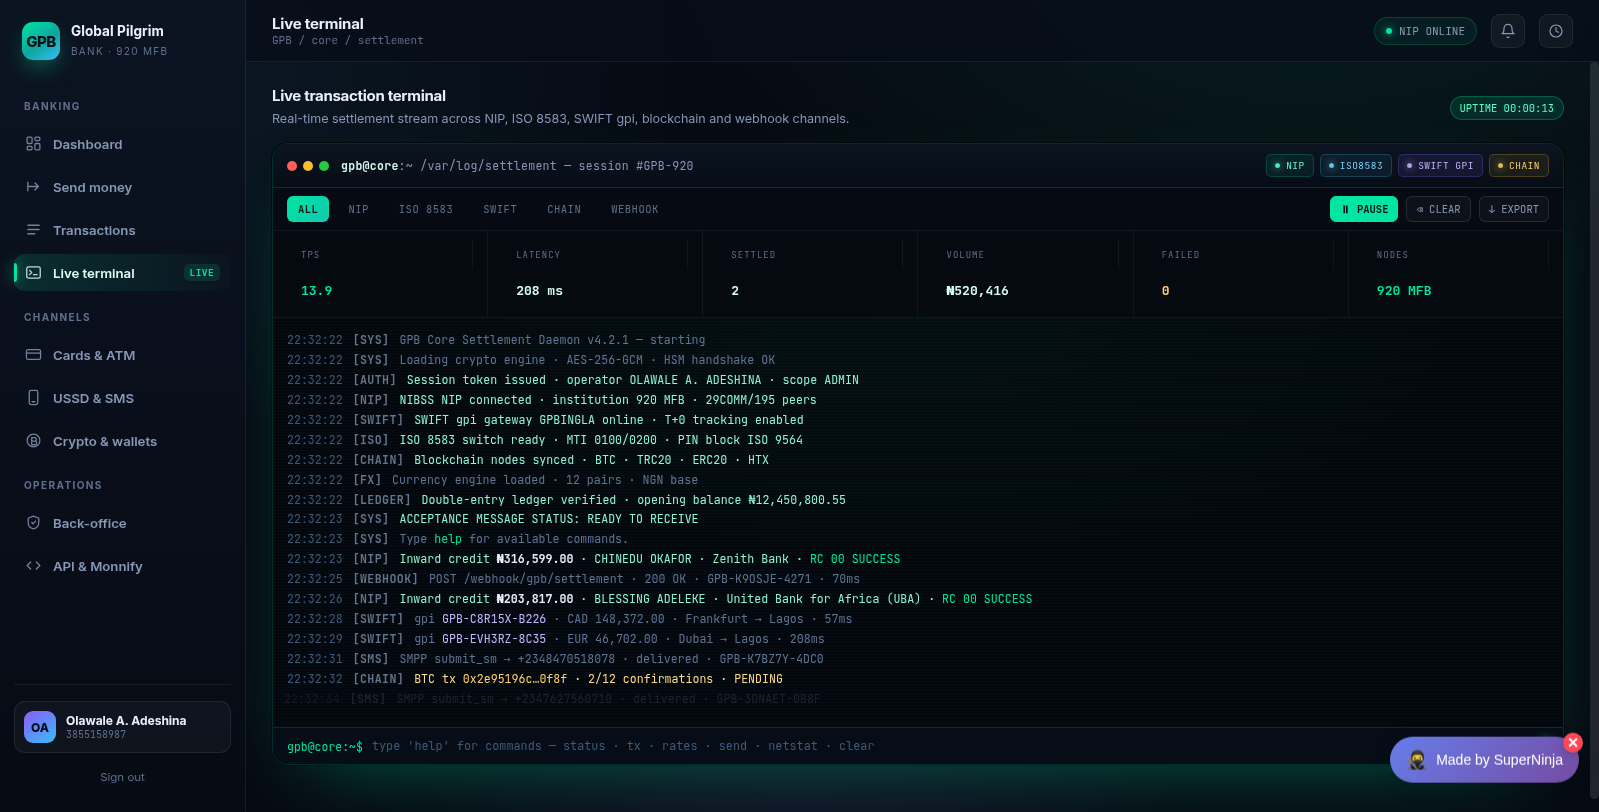 GPB
Global Pilgrim
BANK · 920 MFB
BANKING
Dashboard
Send money
Transactions
Live terminal LIVE
CHANNELS
Cards & ATM
USSD & SMS
Crypto & wallets
OPERATIONS
Back-office
API & Monnify
OA
Olawale A. Adeshina
3855158987
Sign out
Live terminal
GPB / core / settlement
NIP ONLINE
Live transaction terminal
Real-time settlement stream across NIP, ISO 8583, SWIFT gpi, blockchain and webhook channels.
UPTIME 00:00:13
gpb@core:~ /var/log/settlement — session #GPB-920
NIP ISO8583 SWIFT GPI CHAIN
ALL NIP ISO 8583 SWIFT CHAIN WEBHOOK
⏸ PAUSE ⌫ CLEAR ↓ EXPORT
TPS LATENCY SETTLED VOLUME FAILED NODES
13.9 208 ms 2 ₦520,416 0 920 MFB
22:32:22 [SYS] GPB Core Settlement Daemon v4.2.1 — starting
22:32:22 [SYS] Loading crypto engine · AES-256-GCM · HSM handshake OK
22:32:22 [AUTH] Session token issued · operator OLAWALE A. ADESHINA · scope ADMIN
22:32:22 [NIP] NIBSS NIP connected · institution 920 MFB · 29COMM/195 peers
22:32:22 [SWIFT] SWIFT gpi gateway GPBINGLA online · T+0 tracking enabled
22:32:22 [ISO] ISO 8583 switch ready · MTI 0100/0200 · PIN block ISO 9564
22:32:22 [CHAIN] Blockchain nodes synced · BTC · TRC20 · ERC20 · HTX
22:32:22 [FX] Currency engine loaded · 12 pairs · NGN base
22:32:22 [LEDGER] Double-entry ledger verified · opening balance ₦12,450,800.55
22:32:23 [SYS] ACCEPTANCE MESSAGE STATUS: READY TO RECEIVE
22:32:23 [SYS] Type help for available commands.
22:32:23 [NIP] Inward credit ₦316,599.00 · CHINEDU OKAFOR · Zenith Bank · RC 00 SUCCESS
22:32:25 [WEBHOOK] POST /webhook/gpb/settlement · 200 OK · GPB-K9OSJE-4271 · 70ms
22:32:26 [NIP] Inward credit ₦203,817.00 · BLESSING ADELEKE · United Bank for Africa (UBA) · RC 00 SUCCESS
22:32:28 [SWIFT] gpi GPB-C8R15X-B226 · CAD 148,372.00 · Frankfurt → Lagos · 57ms
22:32:29 [SWIFT] gpi GPB-EVH3RZ-8C35 · EUR 46,702.00 · Dubai → Lagos · 208ms
22:32:31 [SMS] SMPP submit_sm → +2348470518078 · delivered · GPB-K7BZ7Y-4DC0
22:32:32 [CHAIN] BTC tx 0x2e95196c…0f8f · 2/12 confirmations · PENDING
22:32:34 [SMS] SMPP submit_sm → +2347627560710 · delivered · GPB-3DNAET-088F
gpb@core:~$ type 'help' for commands — status · tx · rates · send · netstat · clear
Made by SuperNinja